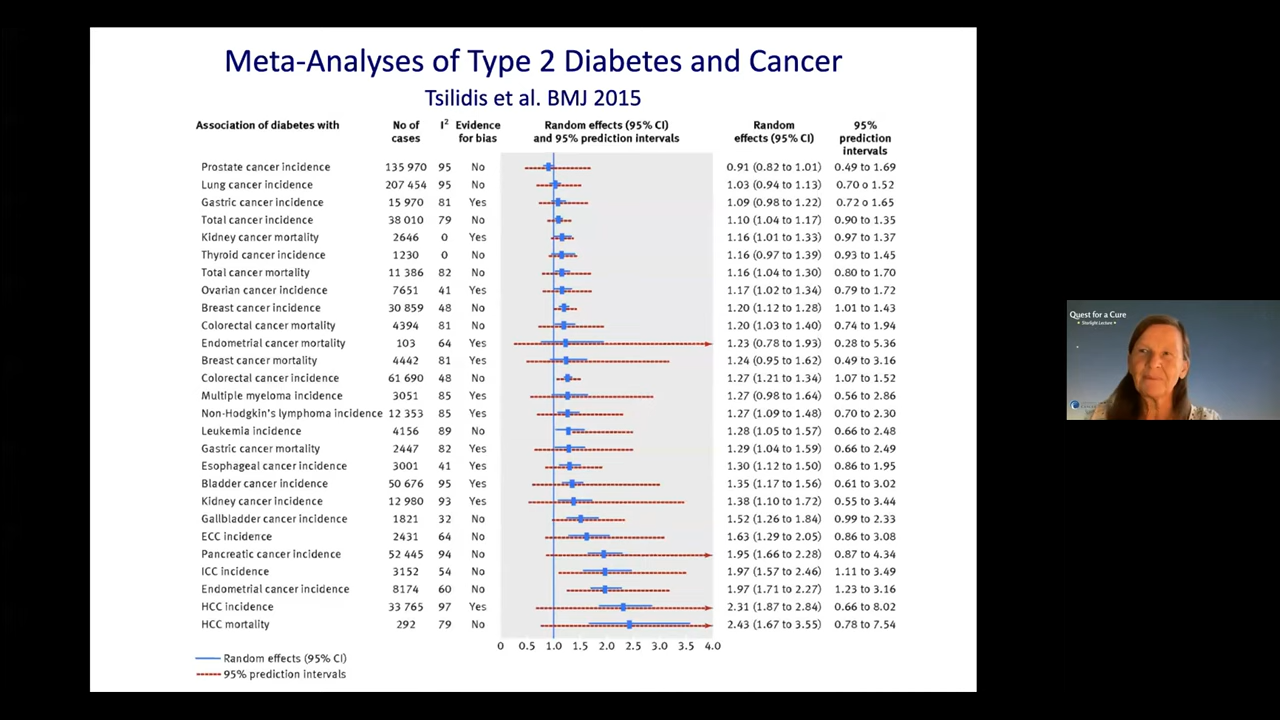 Meta-Analyses of Type 2 Diabetes and Cancer
Tsilidis et al. BMJ 2015
Association of diabetes with No of cases I² Evidence for bias Random effects (95% CI) and 95% prediction intervals Random effects (95% CI) 95% prediction intervals
Prostate cancer incidence 135 970 95 No 0.91 (0.82 to 1.01) 0.49 to 1.69
Lung cancer incidence 207 454 95 No 1.03 (0.94 to 1.13) 0.70 o 1.52
Gastric cancer incidence 15 970 81 Yes 1.09 (0.98 to 1.22) 0.72 o 1.65
Total cancer incidence 38 010 79 No 1.10 (1.04 to 1.17) 0.90 to 1.35
Kidney cancer mortality 2646 0 Yes 1.16 (1.01 to 1.33) 0.97 to 1.37
Thyroid cancer incidence 1230 0 No 1.16 (0.97 to 1.39) 0.93 to 1.45
Total cancer mortality 11 386 82 No 1.16 (1.04 to 1.30) 0.80 to 1.70
Ovarian cancer incidence 7651 41 Yes 1.17 (1.02 to 1.34) 0.79 to 1.72
Breast cancer incidence 30 859 48 No 1.20 (1.12 to 1.28) 1.01 to 1.43
Colorectal cancer mortality 4394 81 No 1.20 (1.03 to 1.40) 0.74 to 1.94
Endometrial cancer mortality 103 64 Yes 1.23 (0.78 to 1.93) 0.28 to 5.36
Breast cancer mortality 4442 81 Yes 1.24 (0.95 to 1.62) 0.49 to 3.16
Colorectal cancer incidence 61 690 48 No 1.27 (1.21 to 1.34) 1.07 to 1.52
Multiple myeloma incidence 3051 85 Yes 1.27 (0.98 to 1.64) 0.56 to 2.86
Non-Hodgkin's lymphoma incidence 12 353 85 Yes 1.27 (1.09 to 1.48) 0.70 to 2.30
Leukemia incidence 4156 89 No 1.28 (1.05 to 1.57) 0.66 to 2.48
Gastric cancer mortality 2447 82 Yes 1.29 (1.04 to 1.59) 0.66 to 2.49
Esophageal cancer incidence 3001 41 Yes 1.30 (1.12 to 1.50) 0.86 to 1.95
Bladder cancer incidence 50 676 95 Yes 1.35 (1.17 to 1.56) 0.61 to 3.02
Kidney cancer incidence 12 980 93 Yes 1.38 (1.10 to 1.72) 0.55 to 3.44
Gallbladder cancer incidence 1821 32 No 1.52 (1.26 to 1.84) 0.99 to 2.33
ECC incidence 2431 64 No 1.63 (1.29 to 2.05) 0.86 to 3.08
Pancreatic cancer incidence 52 445 94 No 1.95 (1.66 to 2.28) 0.87 to 4.34
ICC incidence 3152 54 No 1.97 (1.57 to 2.46) 1.11 to 3.49
Endometrial cancer incidence 8174 60 No 1.97 (1.71 to 2.27) 1.23 to 3.16
HCC incidence 33 765 97 Yes 2.31 (1.87 to 2.84) 0.66 to 8.02
HCC mortality 292 79 No 2.43 (1.67 to 3.55) 0.78 to 7.54
0 0.5 1.0 1.5 2.0 2.5 3.0 3.5 4.0
Random effects (95% CI)
95% prediction intervals
Quest for a Cure
Starlight Lecture